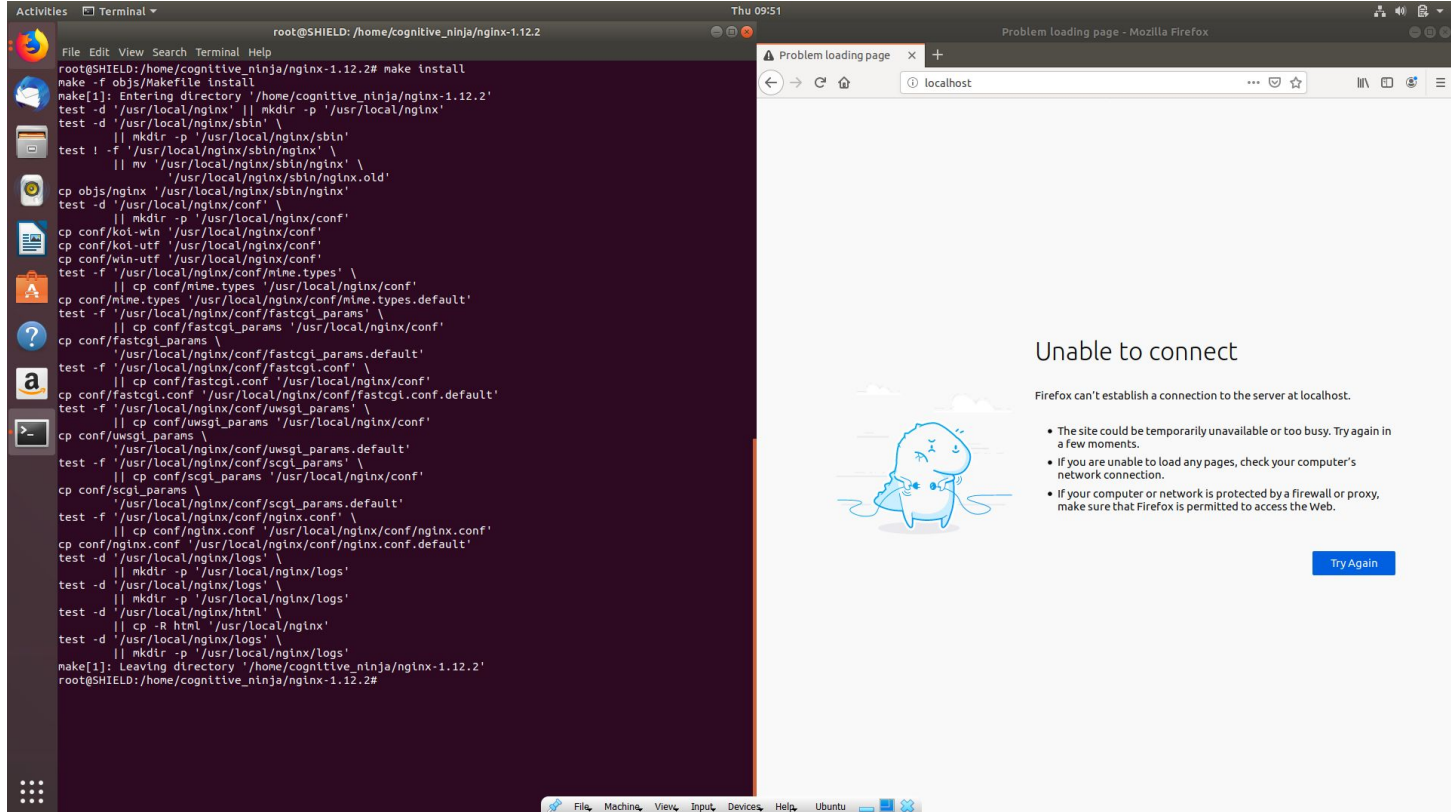 Activities Terminal Thu 09:51
root@SHIELD: /home/cognitive_ninja/nginx-1.12.2
File Edit View Search Terminal Help
root@SHIELD:/home/cognitive_ninja/nginx-1.12.2# make install
make -f objs/Makefile install
make[1]: Entering directory '/home/cognitive_ninja/nginx-1.12.2'
test -d '/usr/local/nginx' || mkdir -p '/usr/local/nginx'
test -d '/usr/local/nginx/sbin' \
|| mkdir -p '/usr/local/nginx/sbin'
test ! -f '/usr/local/nginx/sbin/nginx' \
|| mv '/usr/local/nginx/sbin/nginx' \
'/usr/local/nginx/sbin/nginx.old'
cp objs/nginx '/usr/local/nginx/sbin/nginx'
test -d '/usr/local/nginx/conf' \
|| mkdir -p '/usr/local/nginx/conf'
cp conf/koi-win '/usr/local/nginx/conf'
cp conf/koi-utf '/usr/local/nginx/conf'
cp conf/win-utf '/usr/local/nginx/conf'
test -f '/usr/local/nginx/conf/mime.types' \
|| cp conf/mime.types '/usr/local/nginx/conf'
cp conf/mime.types '/usr/local/nginx/conf/mime.types.default'
test -f '/usr/local/nginx/conf/fastcgi_params' \
|| cp conf/fastcgi_params '/usr/local/nginx/conf'
cp conf/fastcgi_params \
'/usr/local/nginx/conf/fastcgi_params.default'
test -f '/usr/local/nginx/conf/fastcgi.conf' \
|| cp conf/fastcgi.conf '/usr/local/nginx/conf'
cp conf/fastcgi.conf '/usr/local/nginx/conf/fastcgi.conf.default'
test -f '/usr/local/nginx/conf/uwsgi_params' \
|| cp conf/uwsgi_params '/usr/local/nginx/conf'
cp conf/uwsgi_params \
'/usr/local/nginx/conf/uwsgi_params.default'
test -f '/usr/local/nginx/conf/scgi_params' \
|| cp conf/scgi_params '/usr/local/nginx/conf'
cp conf/scgi_params \
'/usr/local/nginx/conf/scgi_params.default'
test -f '/usr/local/nginx/conf/nginx.conf' \
|| cp conf/nginx.conf '/usr/local/nginx/conf/nginx.conf'
cp conf/nginx.conf '/usr/local/nginx/conf/nginx.conf.default'
test -d '/usr/local/nginx/logs' \
|| mkdir -p '/usr/local/nginx/logs'
test -d '/usr/local/nginx/logs' \
|| mkdir -p '/usr/local/nginx/logs'
test -d '/usr/local/nginx/html' \
|| cp -R html '/usr/local/nginx'
test -d '/usr/local/nginx/logs' \
|| mkdir -p '/usr/local/nginx/logs'
make[1]: Leaving directory '/home/cognitive_ninja/nginx-1.12.2'
root@SHIELD:/home/cognitive_ninja/nginx-1.12.2#
Problem loading page - Mozilla Firefox
Problem loading page
localhost
Unable to connect
Firefox can't establish a connection to the server at localhost.
• The site could be temporarily unavailable or too busy. Try again in
a few moments.
• If you are unable to load any pages, check your computer's
network connection.
• If your computer or network is protected by a firewall or proxy,
make sure that Firefox is permitted to access the Web.
Try Again
File Machine View Input Devices Help Ubuntu